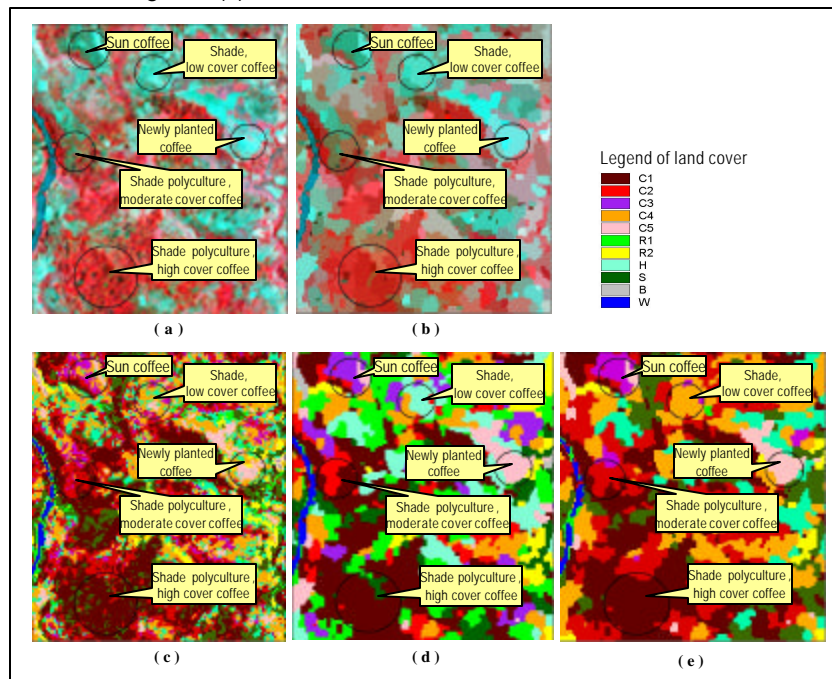 Sun coffee
Shade,
low cover coffee
Newly planted
coffee
Shade polyculture ,
moderate cover coffee
Shade polyculture ,
high cover coffee
( a )
Sun coffee
Shade,
low cover coffee
Newly planted
coffee
Shade polyculture ,
moderate cover coffee
Shade polyculture ,
high cover coffee
( b )
Legend of land cover
C1
C2
C3
C4
C5
R1
R2
H
S
B
W
Sun coffee
Shade,
low cover coffee
Newly planted
coffee
Shade polyculture ,
moderate cover coffee
Shade polyculture ,
high cover coffee
( c )
Sun coffee
Shade,
low cover coffee
Newly planted
coffee
Shade polyculture ,
moderate cover coffee
Shade polyculture ,
high cover coffee
( d )
Sun coffee
Shade,
low cover coffee
Newly planted
coffee
Shade polyculture ,
moderate cover coffee
Shade polyculture ,
high cover coffee
( e )